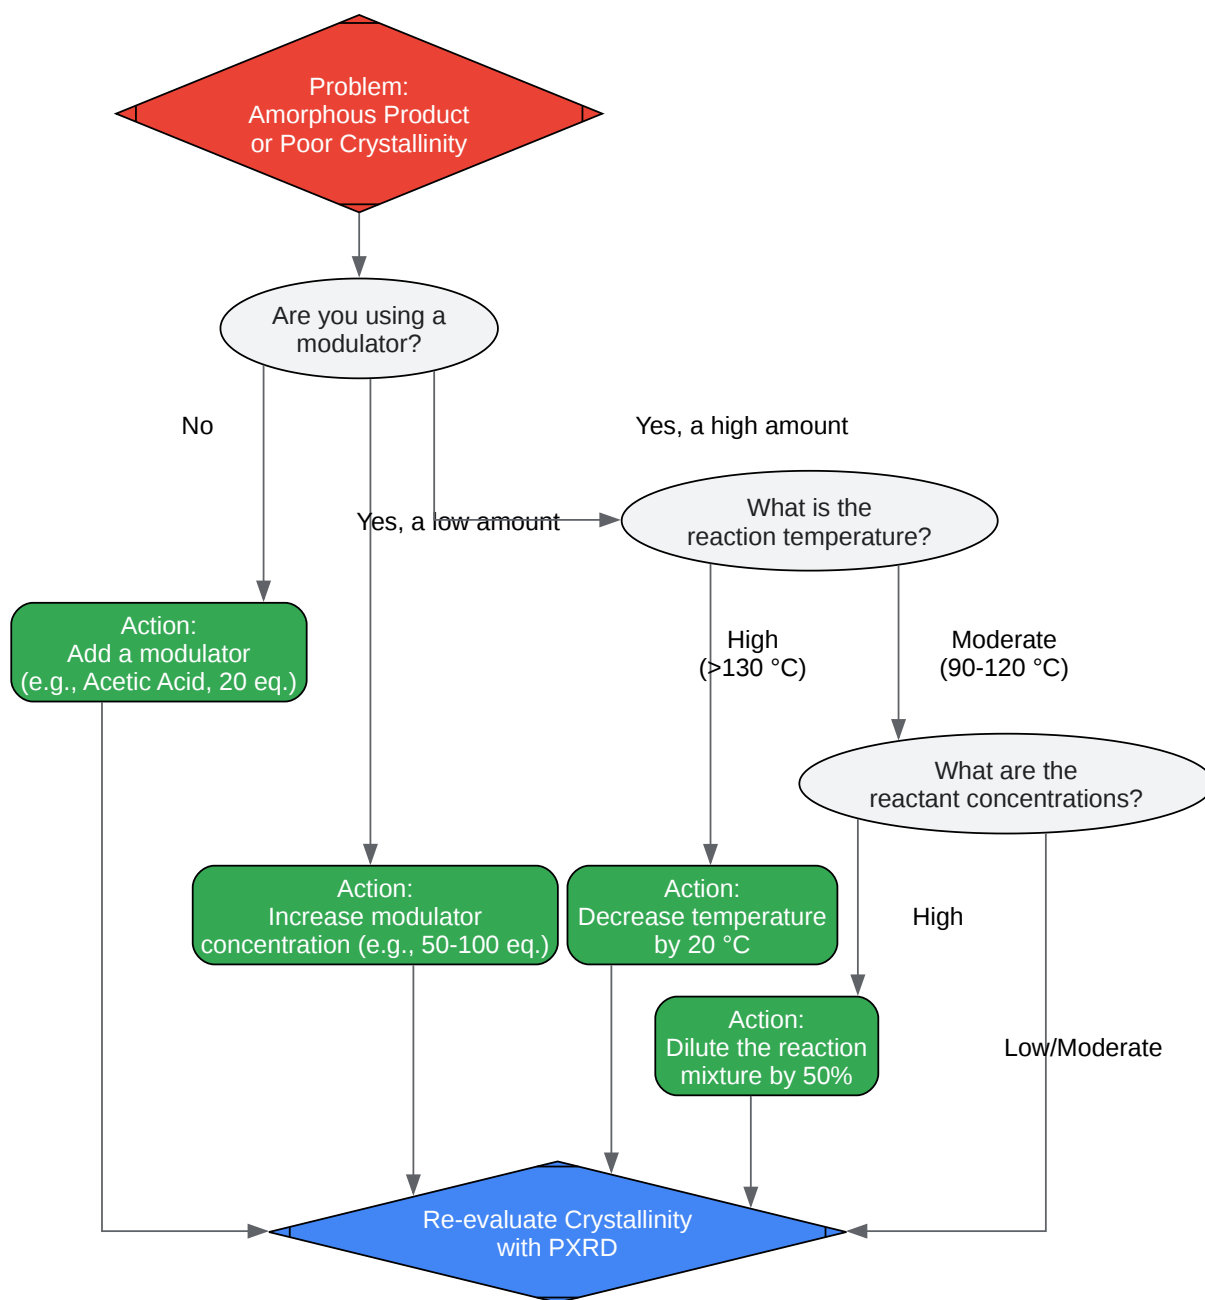 Problem:
Amorphous Product
or Poor Crystallinity
Are you using a
modulator?
No
Yes, a high amount
What is the
reaction temperature?
Yes, a low amount
Action:
Add a modulator
(e.g., Acetic Acid, 20 eq.)
High
(>130 °C)
Moderate
(90-120 °C)
What are the
reactant concentrations?
Action:
Increase modulator
concentration (e.g., 50-100 eq.)
Action:
Decrease temperature
by 20 °C
High
Action:
Dilute the reaction
mixture by 50%
Low/Moderate
Re-evaluate Crystallinity
with PXRD